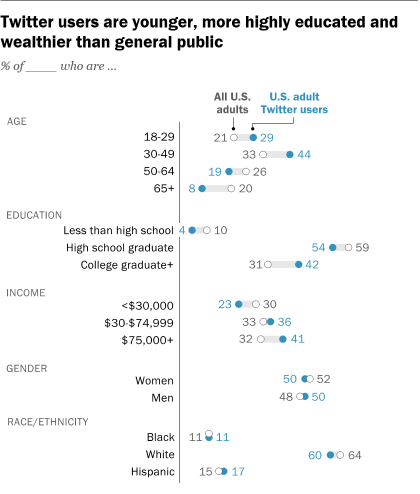 Twitter users are younger, more highly educated and
wealthier than general public
% of ____ who are ...
All U.S. adults
U.S. adult Twitter users
AGE
18-29 21 29
30-49 33 44
50-64 19 26
65+ 8 20
EDUCATION
Less than high school 4 10
High school graduate 54 59
College graduate+ 31 42
INCOME
<$30,000 23 30
$30-$74,999 33 36
$75,000+ 32 41
GENDER
Women 50 52
Men 48 50
RACE/ETHNICITY
Black 11 11
White 60 64
Hispanic 15 17